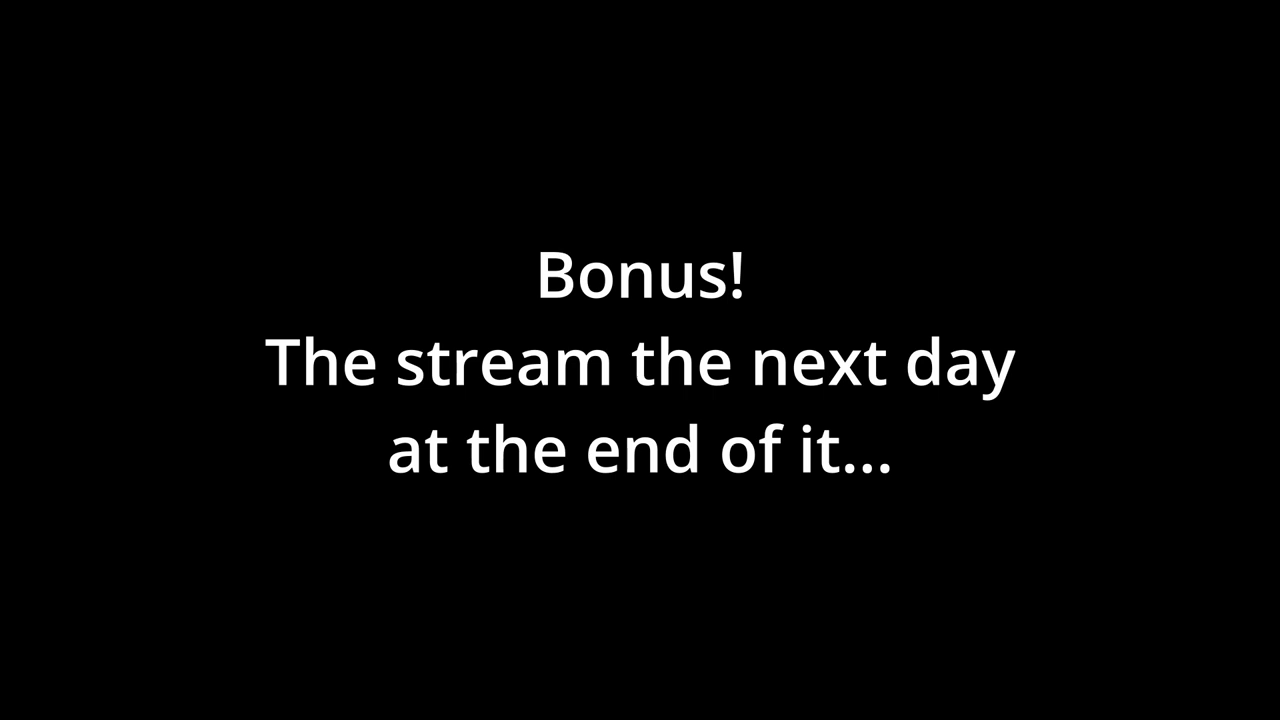 Bonus!
The stream the next day
at the end of it...